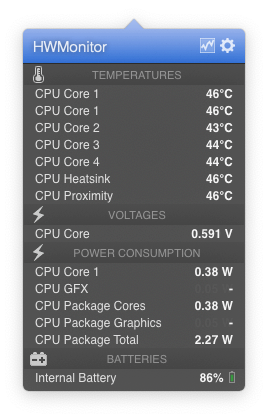 HWMonitor
TEMPERATURES
CPU Core 1 46°C
CPU Core 1 46°C
CPU Core 2 43°C
CPU Core 3 44°C
CPU Core 4 44°C
CPU Heatsink 46°C
CPU Proximity 46°C
VOLTAGES
CPU Core 0.591 V
POWER CONSUMPTION
CPU Core 1 0.38 W
CPU GFX -
CPU Package Cores 0.38 W
CPU Package Graphics -
CPU Package Total 2.27 W
BATTERIES
Internal Battery 86%